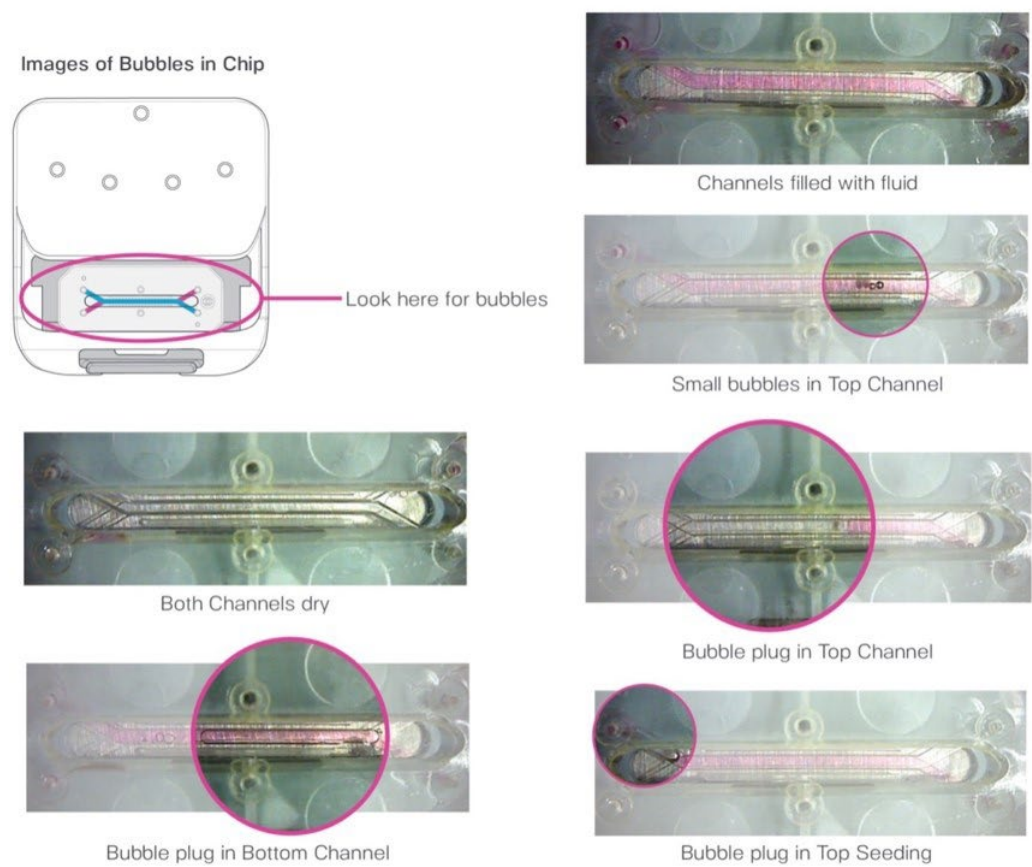 Images of Bubbles in Chip
Look here for bubbles
Channels filled with fluid
Small bubbles in Top Channel
Both Channels dry
Bubble plug in Top Channel
Bubble plug in Bottom Channel
Bubble plug in Top Seeding